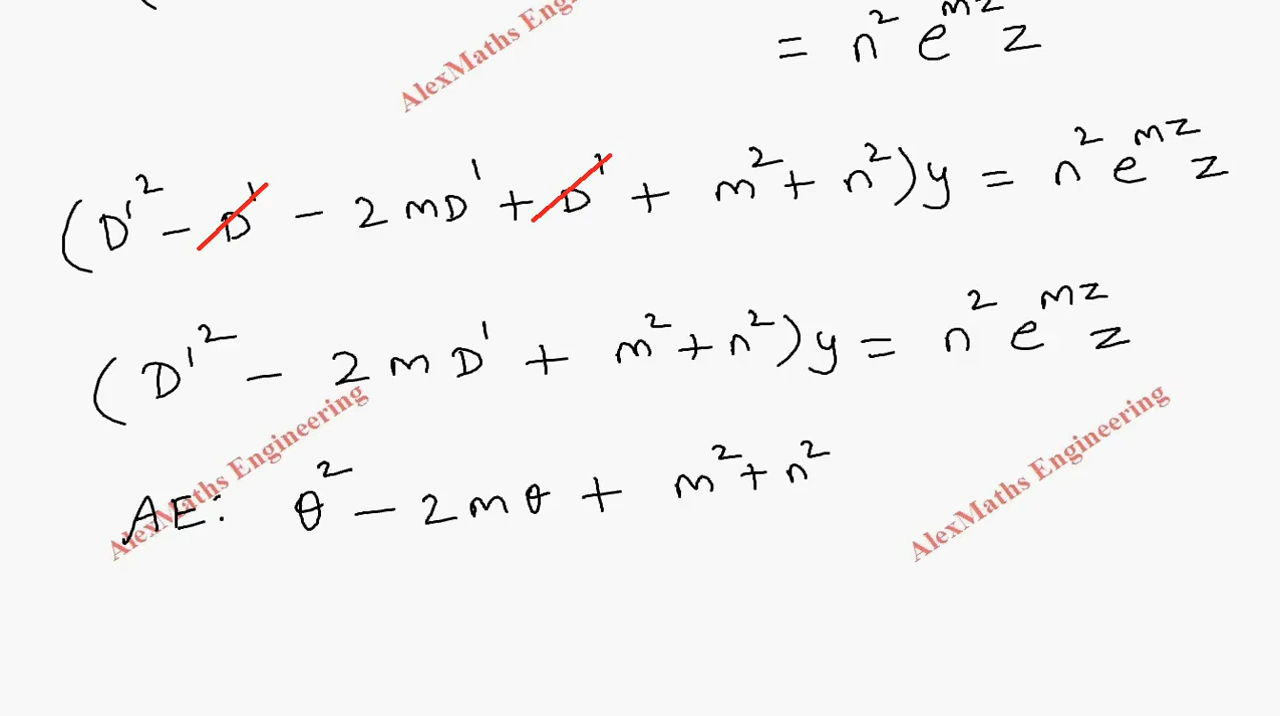 AlexMaths Eng
= n² e^{mz} z
(D'² - D' - 2mD' + D' + m² + n²)y = n² e^{mz} z
(D'² - 2mD' + m² + n²)y = n² e^{mz} z
AlexMaths Engineering
AlexMaths Engineering
AE: θ² - 2mθ + m² + n²